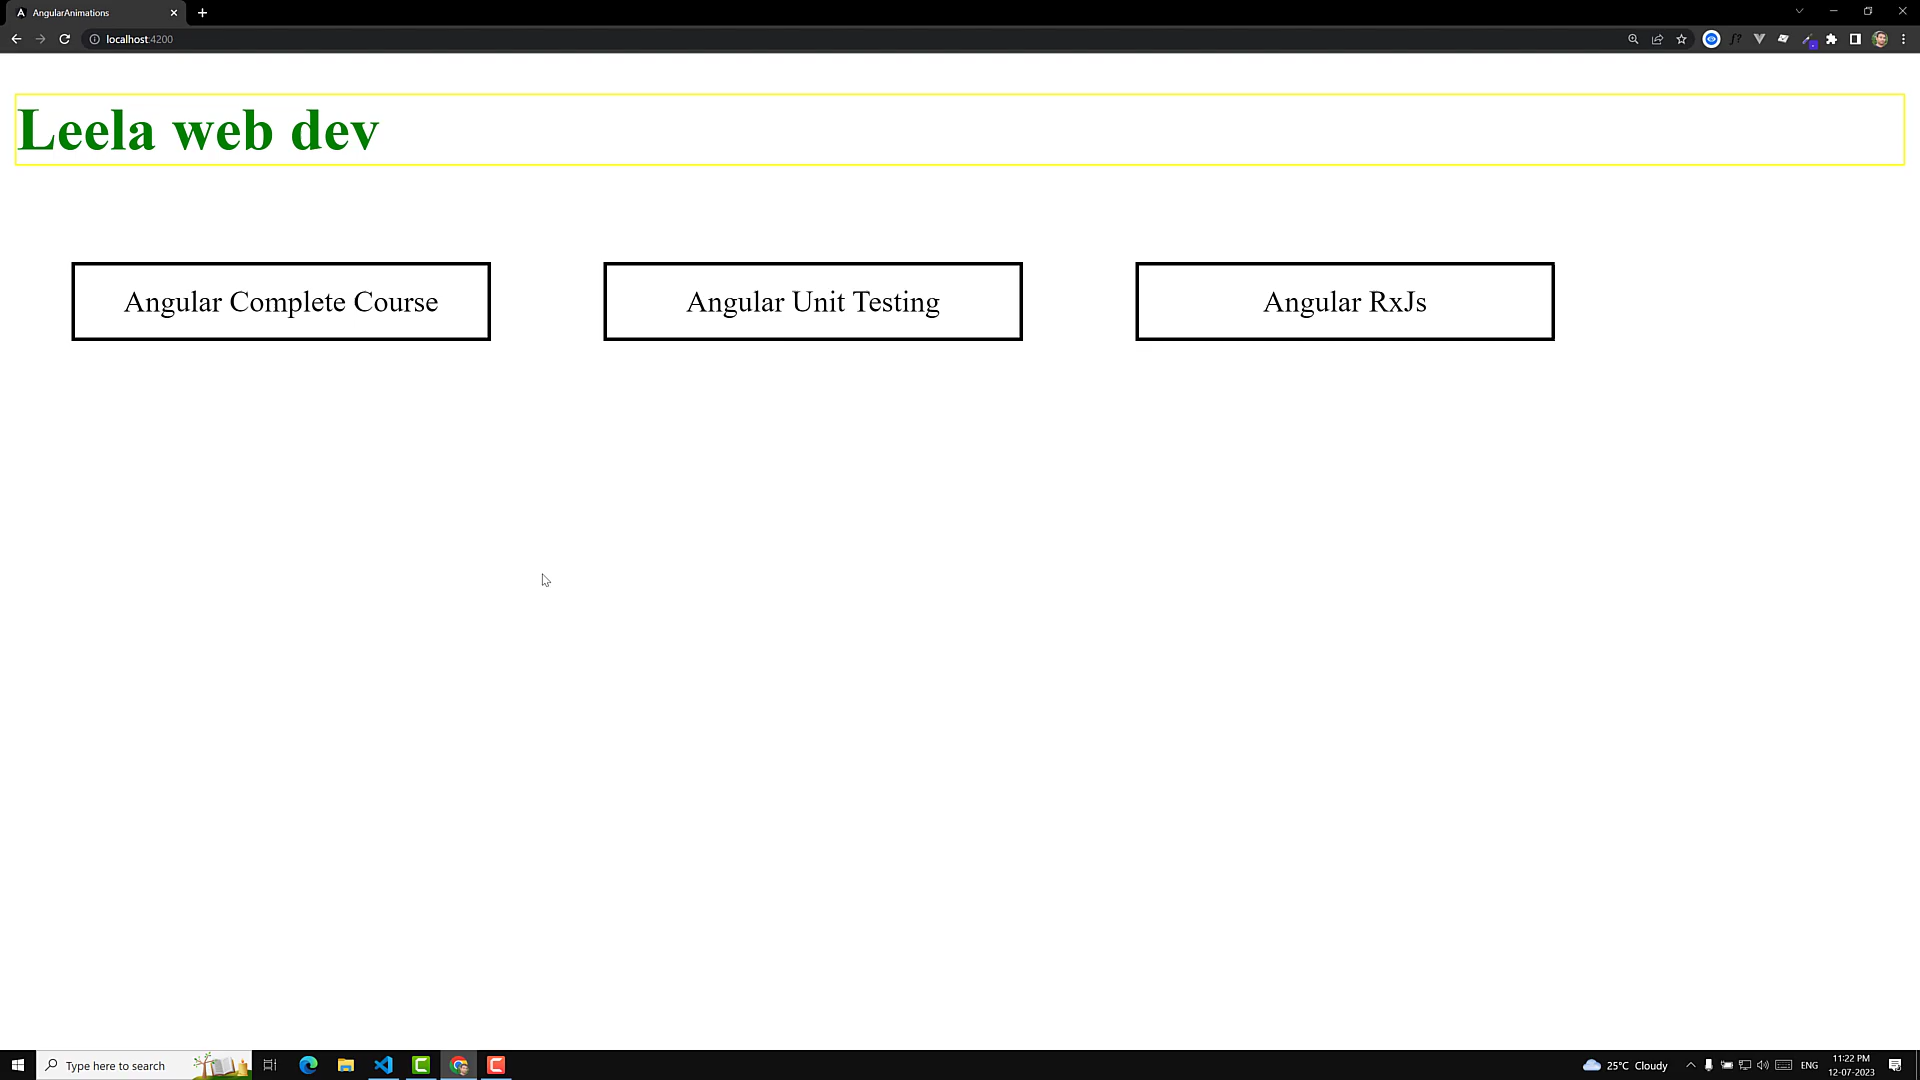 AngularAnimations
localhost:4200
Leela web dev
Angular Complete Course
Angular Unit Testing
Angular RxJs
Type here to search
25°C Cloudy
ENG
11:22 PM
12-07-2023